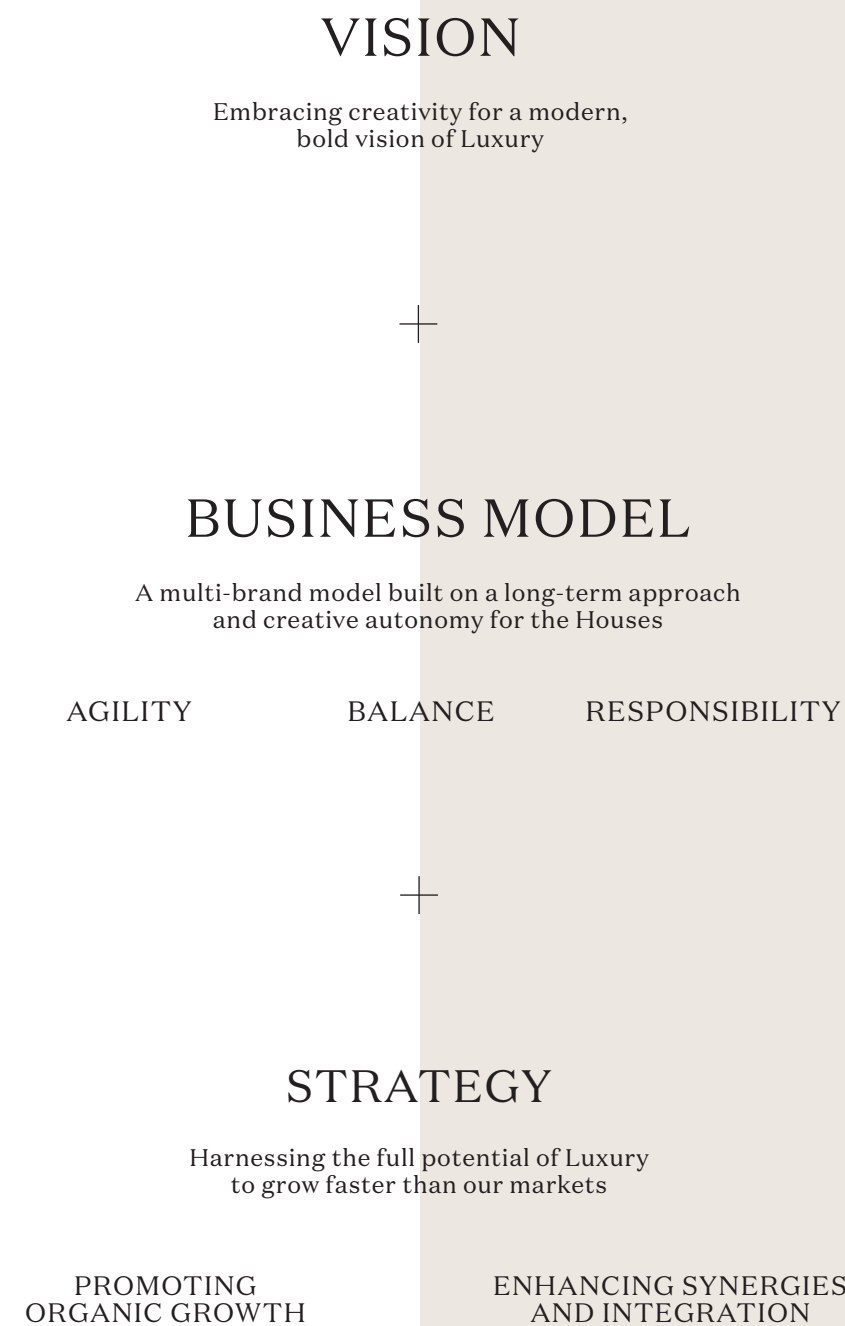 VISION
Embracing creativity for a modern,
bold vision of Luxury
BUSINESS MODEL
A multi-brand model built on a long-term approach
and creative autonomy for the Houses
AGILITY BALANCE RESPONSIBILITY
STRATEGY
Harnessing the full potential of Luxury
to grow faster than our markets
PROMOTING ENHANCING SYNERGIES
ORGANIC GROWTH AND INTEGRATION